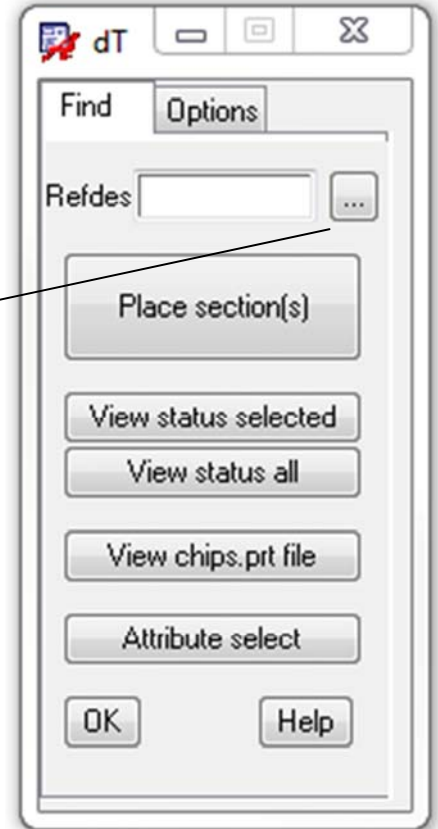 dT
Find Options
Refdes ...
Place section(s)
View status selected
View status all
View chips.prt file
Attribute select
OK Help